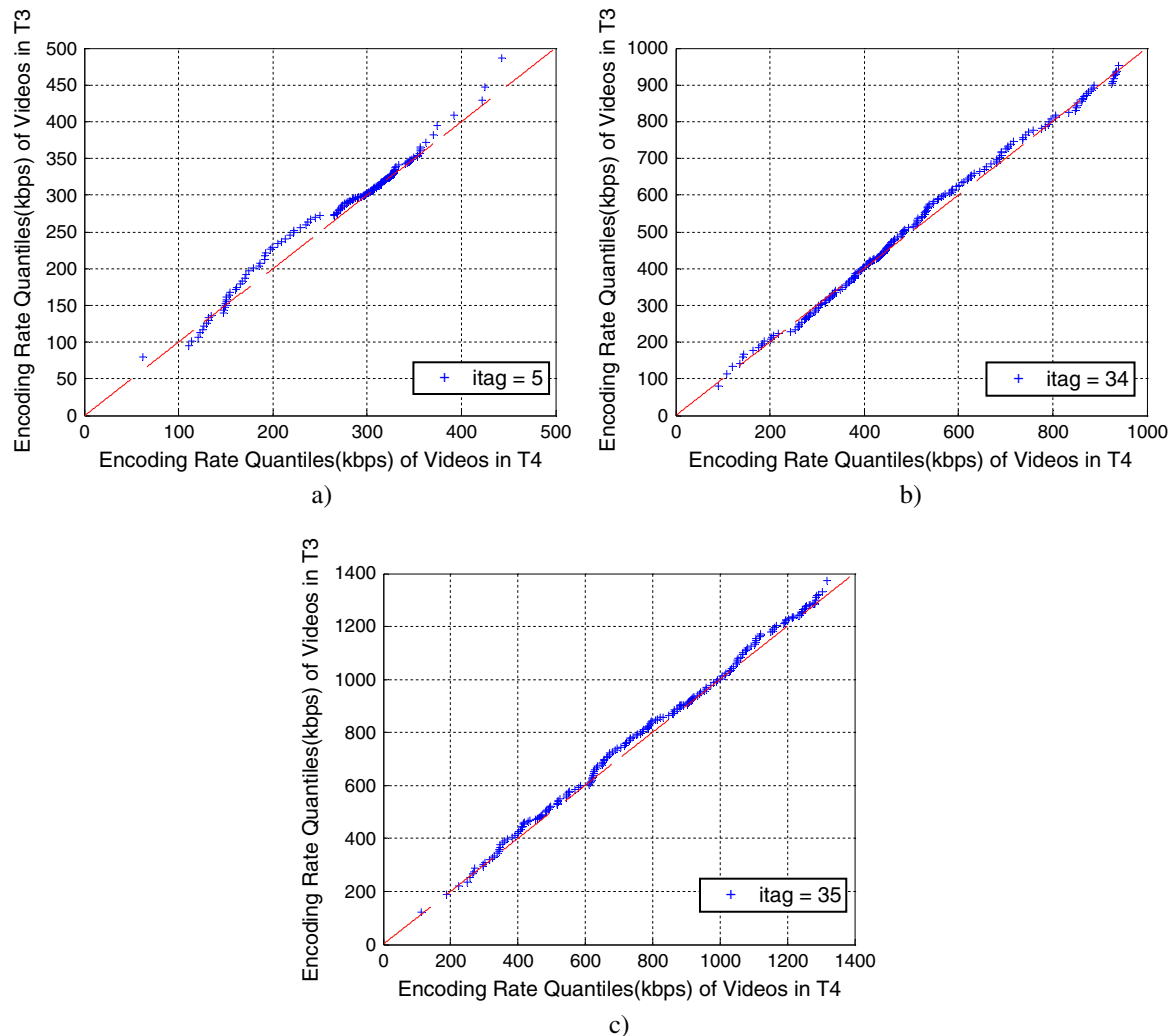 Encoding Rate Quantiles(kbps) of Videos in T3
500
450
400
350
300
250
200
150
100
50
0
0 100 200 300 400 500
+ itag = 5
Encoding Rate Quantiles(kbps) of Videos in T4
a)
Encoding Rate Quantiles(kbps) of Videos in T3
1000
900
800
700
600
500
400
300
200
100
0
0 200 400 600 800 1000
+ itag = 34
Encoding Rate Quantiles(kbps) of Videos in T4
b)
Encoding Rate Quantiles(kbps) of Videos in T3
1400
1200
1000
800
600
400
200
0
0 200 400 600 800 1000 1200 1400
+ itag = 35
Encoding Rate Quantiles(kbps) of Videos in T4
c)